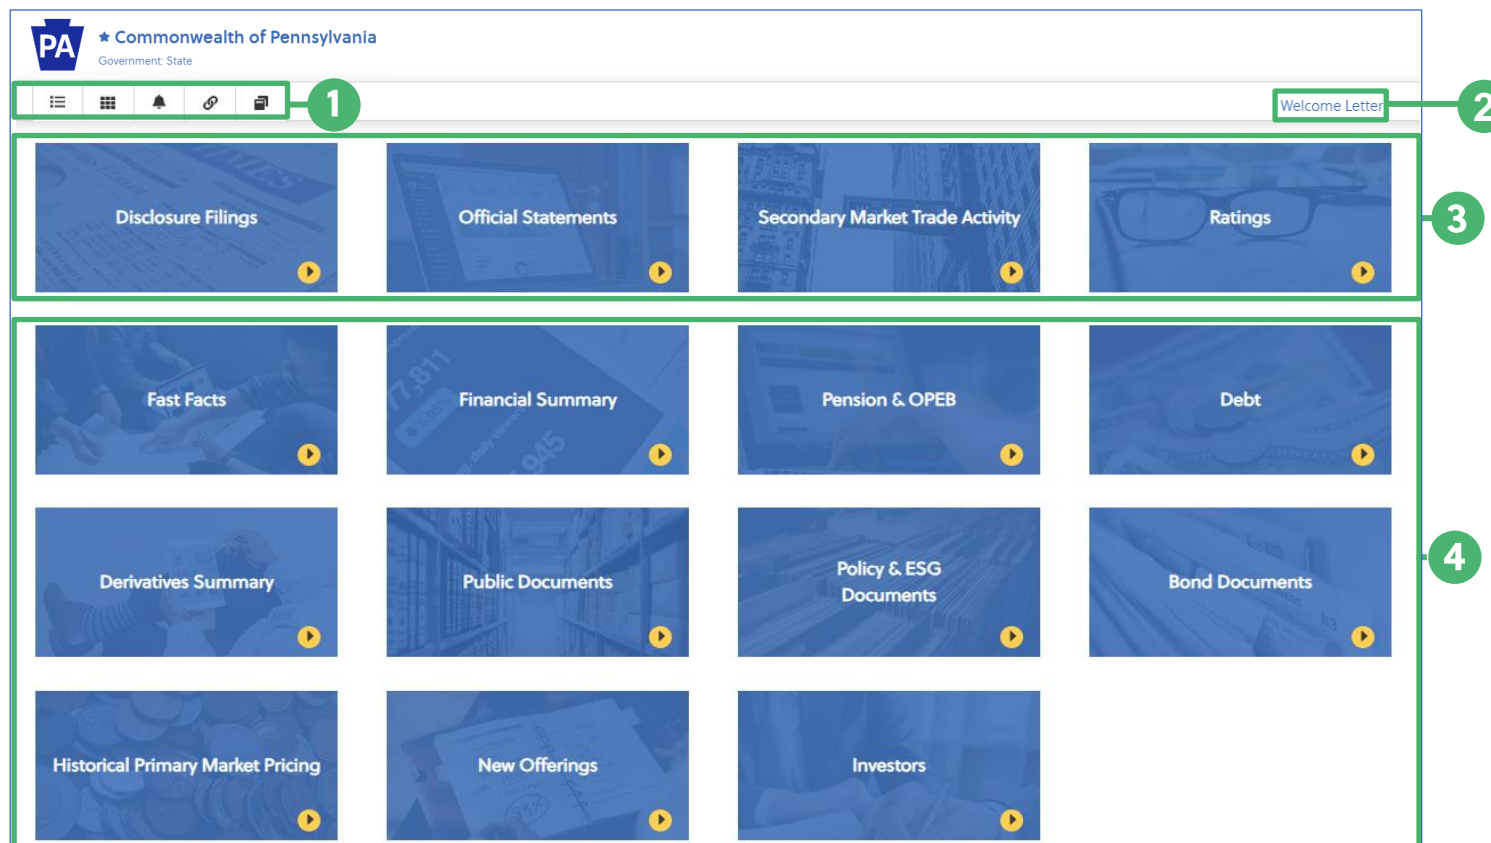 PA
Commonwealth of Pennsylvania
Government: State
1
Welcome Letter
2
Disclosure Filings
Official Statements
Secondary Market Trade Activity
Ratings
3
Fast Facts
Financial Summary
Pension & OPEB
Debt
Derivatives Summary
Public Documents
Policy & ESG
Documents
Bond Documents
4
Historical Primary Market Pricing
New Offerings
Investors